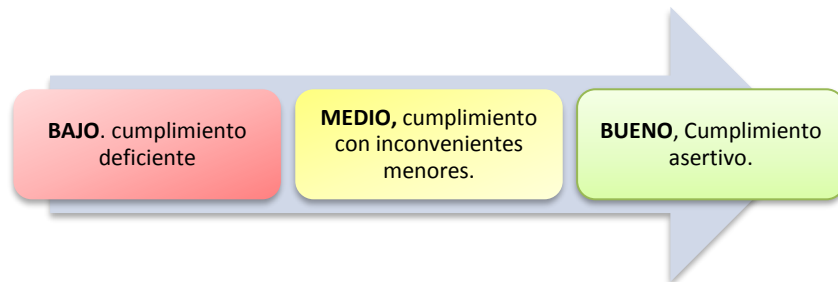 BAJO. cumplimiento
deficiente
MEDIO, cumplimiento
con inconvenientes
menores.
BUENO, Cumplimiento
asertivo.